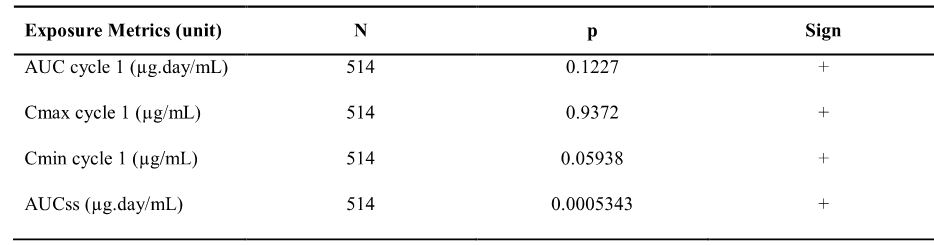 Exposure Metrics (unit) N p Sign
AUC cycle 1 (µg.day/mL) 514 0.1227 +
Cmax cycle 1 (µg/mL) 514 0.9372 +
Cmin cycle 1 (µg/mL) 514 0.05938 +
AUCss (µg.day/mL) 514 0.0005343 +